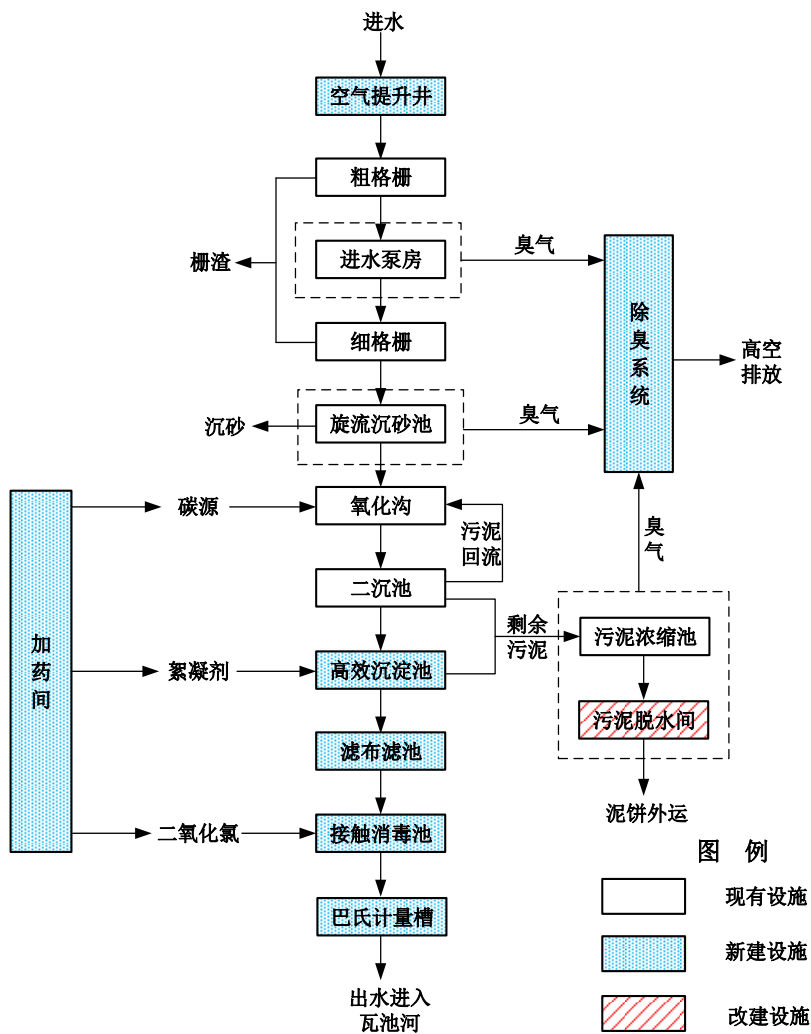 进水
空气提升井
粗格栅
栅渣
进水泵房
臭气
细格栅
除臭系统
高空
排放
沉砂
旋流沉砂池
臭气
碳源
氧化沟
污泥
回流
臭
气
二沉池
加药间
剩余
污泥
污泥浓缩池
絮凝剂
高效沉淀池
污泥脱水间
滤布滤池
泥饼外运
二氧化氯
接触消毒池
图 例
巴氏计量槽
现有设施
新建设施
出水进入
瓦池河
改建设施